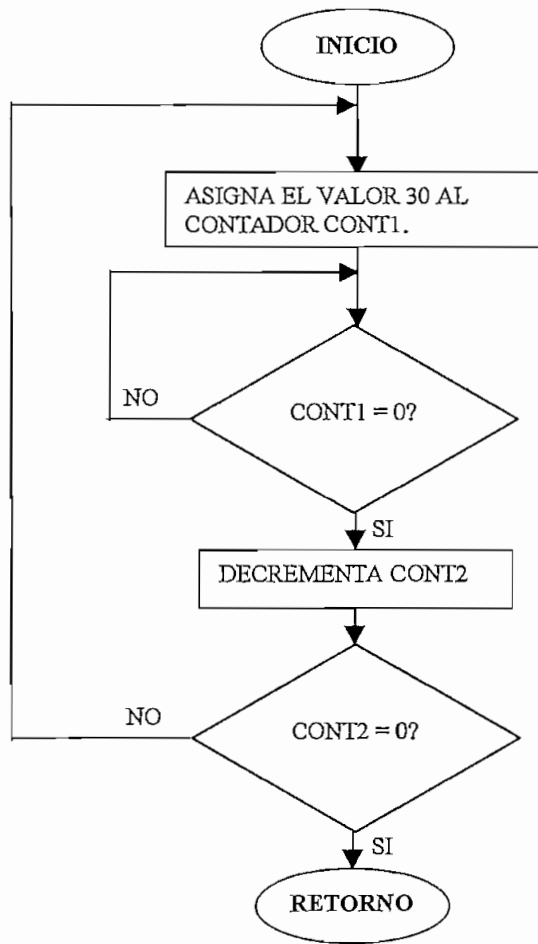 INICIO
ASIGNA EL VALOR 30 AL
CONTADOR CONT1.
NO
CONT1 = 0?
SI
DECREMENTA CONT2
NO
CONT2 = 0?
SI
RETORNO